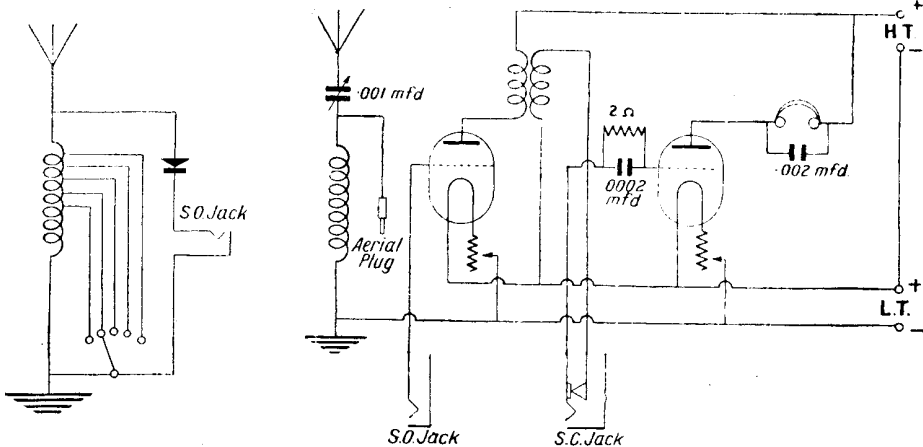 S.O. Jack
.001 mfd
Aerial
Plug
2 Ω
.0002
mfd
.002 mfd.
+
H.T.
−
+
L.T.
−
S.O. Jack
S.C. Jack